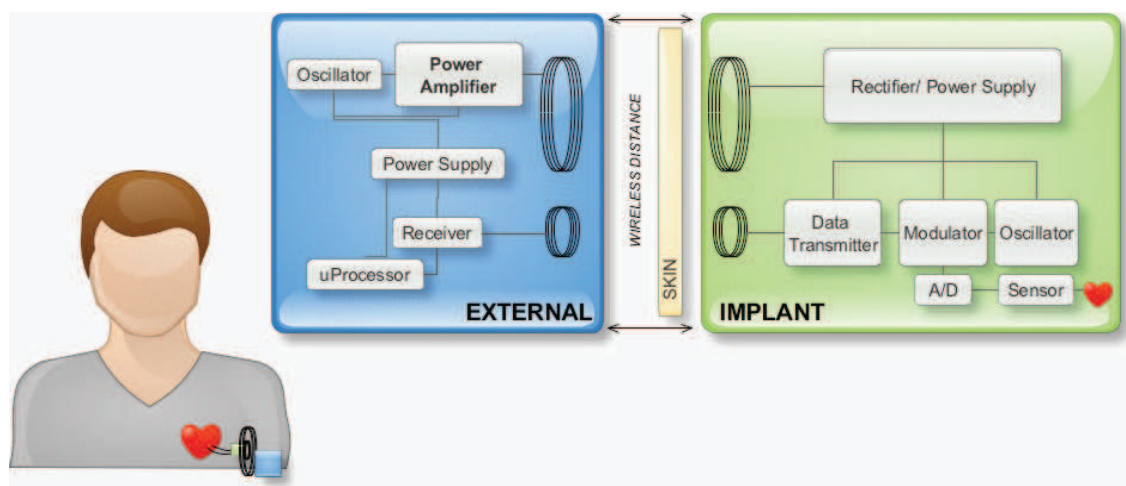 Oscillator
Power
Amplifier
Power Supply
Receiver
uProcessor
EXTERNAL
WIRELESS DISTANCE
SKIN
Rectifier/ Power Supply
Data
Transmitter
Modulator
Oscillator
A/D
Sensor
IMPLANT